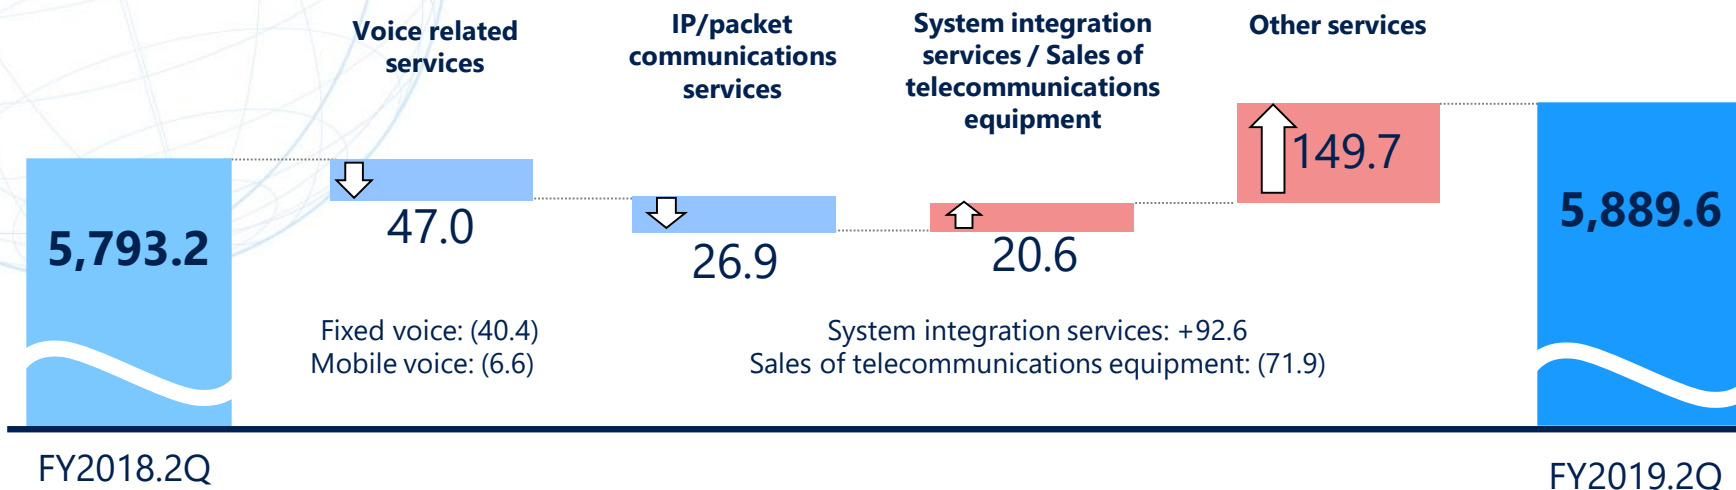 Voice related
services
IP/packet
communications
services
System integration
services / Sales of
telecommunications
equipment
Other services
5,793.2
47.0
26.9
20.6
149.7
5,889.6
Fixed voice: (40.4)
Mobile voice: (6.6)
System integration services: +92.6
Sales of telecommunications equipment: (71.9)
FY2018.2Q
FY2019.2Q